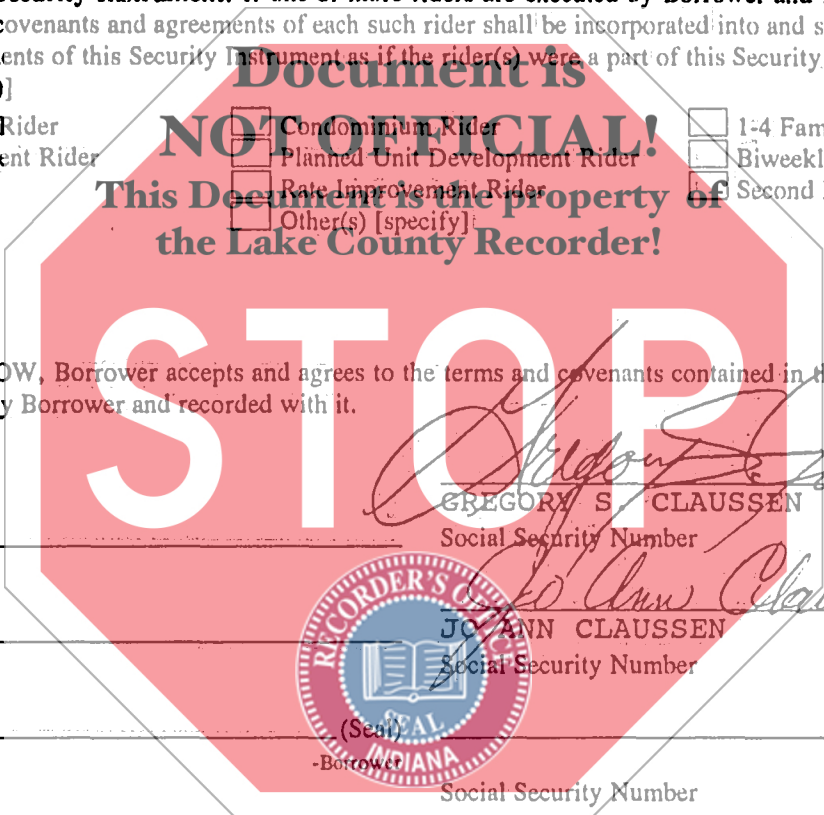 covenants and agreements of each such rider shall be incorporated into and s
ents of this Security Instrument as if the rider(s) were a part of this Security
Document is
NOT OFFICIAL!
This Document is the property of
the Lake County Recorder!
Rider
Condominium Rider
1-4 Fam
ent Rider
Planned Unit Development Rider
Biweekl
Rate Improvement Rider
Second
Other(s) [specify]
STOP
OW, Borrower accepts and agrees to the terms and covenants contained in th
y Borrower and recorded with it.
GREGORY S. CLAUSSEN
Social Security Number
Jo Ann Clau
JO ANN CLAUSSEN
Social Security Number
RECORDER'S OFFICE
SEAL
INDIANA
(Seal)
-Borrower
Social Security Number